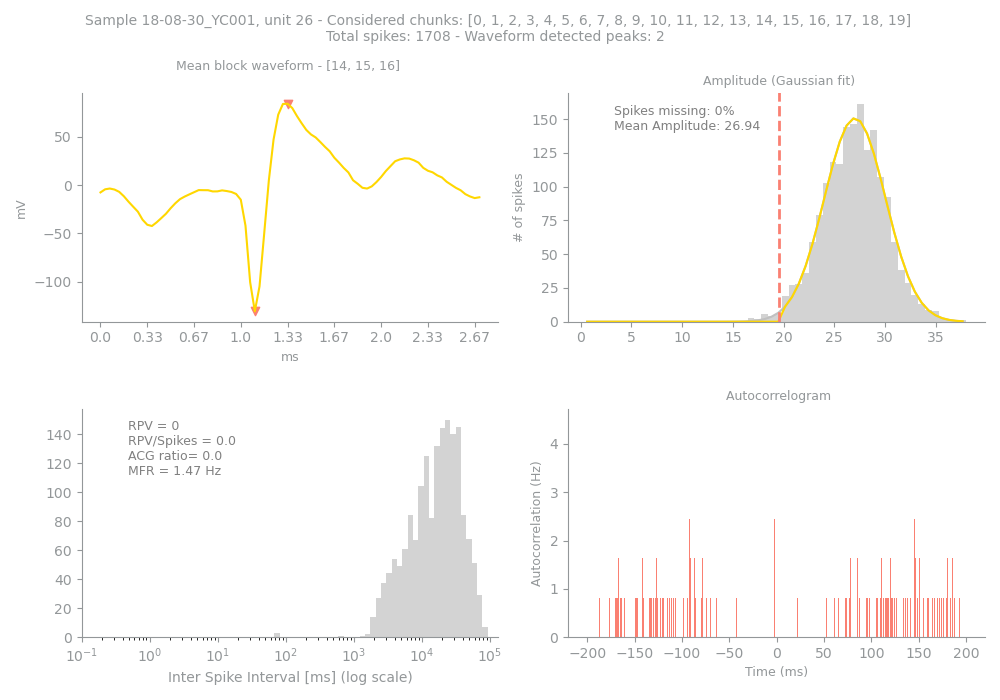 Sample 18-08-30_YC001, unit 26 - Considered chunks: [0, 1, 2, 3, 4, 5, 6, 7, 8, 9, 10, 11, 12, 13, 14, 15, 16, 17, 18, 19]
Total spikes: 1708 - Waveform detected peaks: 2
Mean block waveform - [14, 15, 16]
50
0
−50
−100
mV
0.0 0.33 0.67 1.0 1.33 1.67 2.0 2.33 2.67
ms
Amplitude (Gaussian fit)
Spikes missing: 0%
Mean Amplitude: 26.94
150
125
100
75
50
25
0
# of spikes
0 5 10 15 20 25 30 35
RPV = 0
RPV/Spikes = 0.0
ACG ratio= 0.0
MFR = 1.47 Hz
140
120
100
80
60
40
20
0
10⁻¹ 10⁰ 10¹ 10² 10³ 10⁴ 10⁵
Inter Spike Interval [ms] (log scale)
Autocorrelogram
4
3
2
1
0
Autocorrelation (Hz)
−200 −150 −100 −50 0 50 100 150 200
Time (ms)